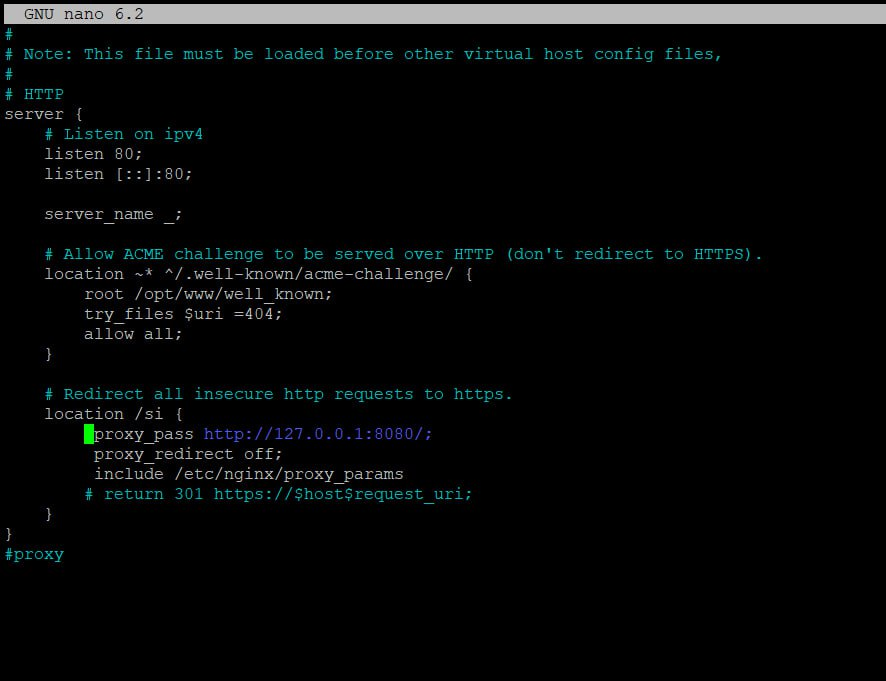 GNU nano 6.2
#
# Note: This file must be loaded before other virtual host config files,
#
# HTTP
server {
    # Listen on ipv4
    listen 80;
    listen [::]:80;

    server_name _;

    # Allow ACME challenge to be served over HTTP (don't redirect to HTTPS).
    location ~* ^/.well-known/acme-challenge/ {
        root /opt/www/well_known;
        try_files $uri =404;
        allow all;
    }

    # Redirect all insecure http requests to https.
    location /si {
         proxy_pass http://127.0.0.1:8080/;
         proxy_redirect off;
         include /etc/nginx/proxy_params
        # return 301 https://$host$request_uri;
    }
}
#proxy